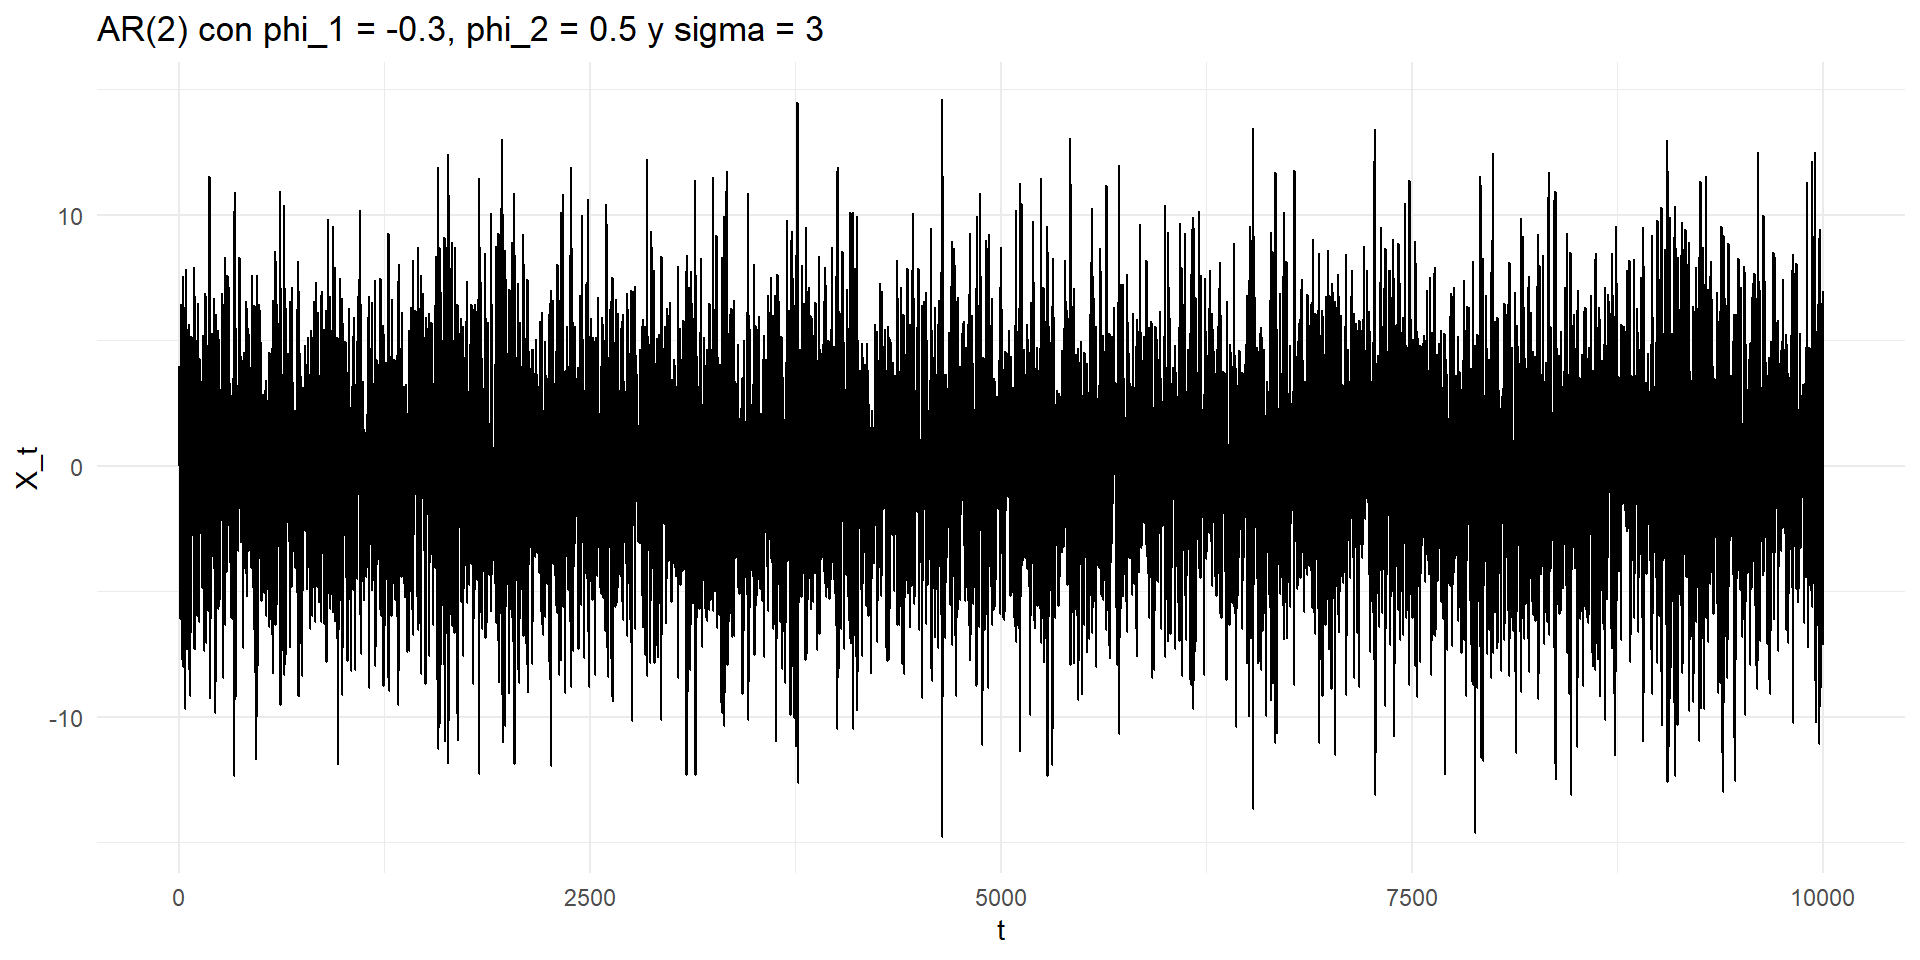 AR(2) con phi_1 = -0.3, phi_2 = 0.5 y sigma = 3
10
0
-10
X_t
0 2500 5000 7500 10000
t